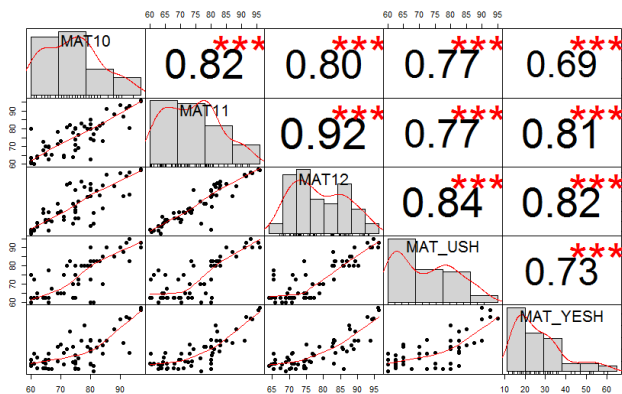 60 65 70 75 80 85 90 95
60 65 70 75 80 85 90 95
MAT10
0.82 ***
0.80 ***
0.77 ***
0.69 ***
60 70 80 90
MAT11
0.92 ***
0.77 ***
0.81 ***
MAT12
0.84 ***
0.82 ***
60 70 80 90
MAT_USH
0.73 ***
MAT_YESH
60 70 80 90
65 70 75 80 85 90 95
10 20 30 40 50 60